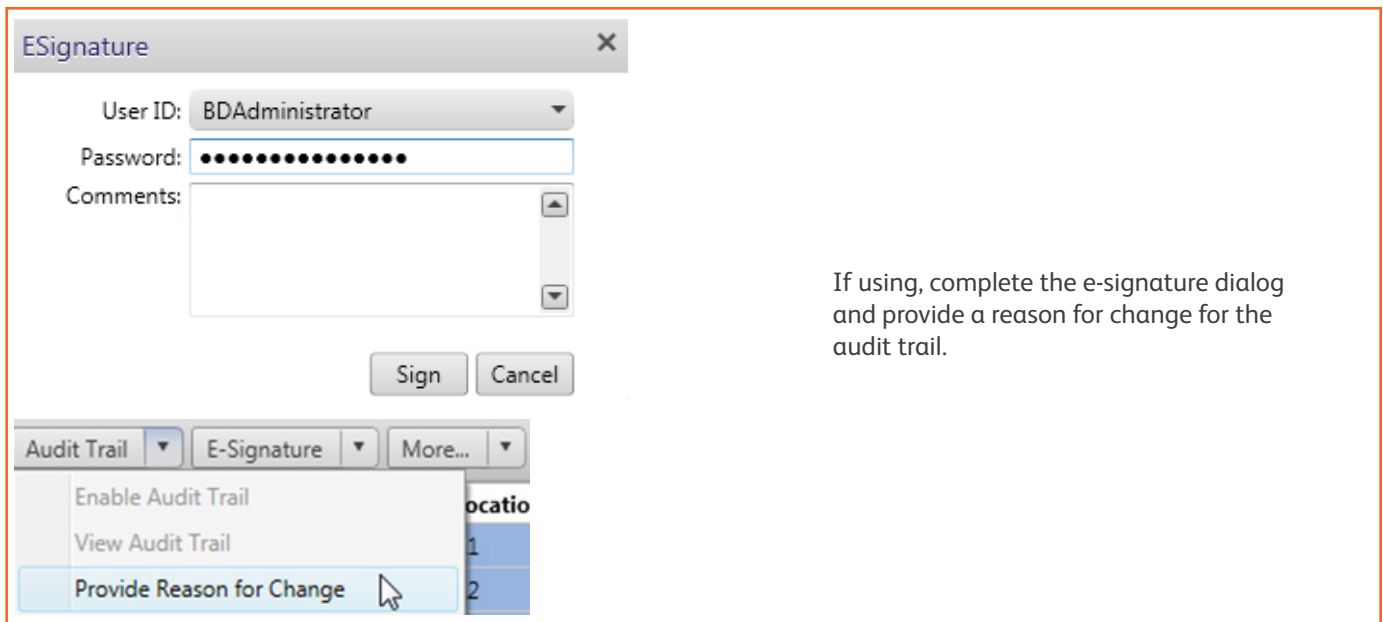 ESignature
User ID: BDAdministrator
Password: ●●●●●●●●●●●●●●●
Comments:
Sign Cancel
If using, complete the e-signature dialog
and provide a reason for change for the
audit trail.
Audit Trail E-Signature More...
Enable Audit Trail
ocatio
View Audit Trail
1
Provide Reason for Change
2